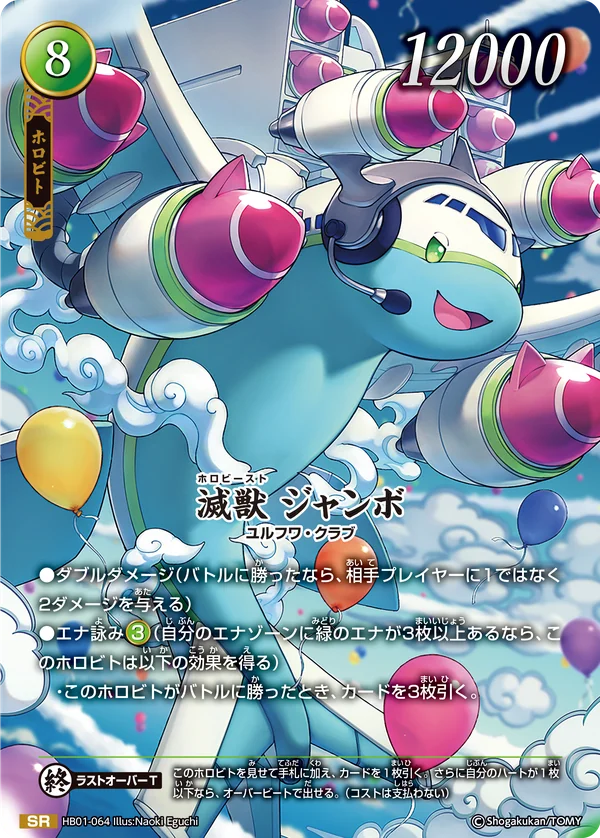 8
12000
ホロビト
ホロビースト
滅獣 ジャンボ
ユルフワ・クラブ
●ダブルダメージ(バトルに勝ったなら、相手プレイヤーに1ではなく
2ダメージを与える)
●エナ詠み3(自分のエナゾーンに緑のエナが3枚以上あるなら、こ
のホロビトは以下の効果を得る)
・このホロビトがバトルに勝ったとき、カードを3枚引く。
終 ラストオーバーT
このホロビトを見せて手札に加え、カードを1枚引く。さらに自分のハートが1枚
以下なら、オーバーヒートで出せる。(コストは支払わない)
SR HB01-064 Illus:Naoki Eguchi
©Shogakukan/TOMY